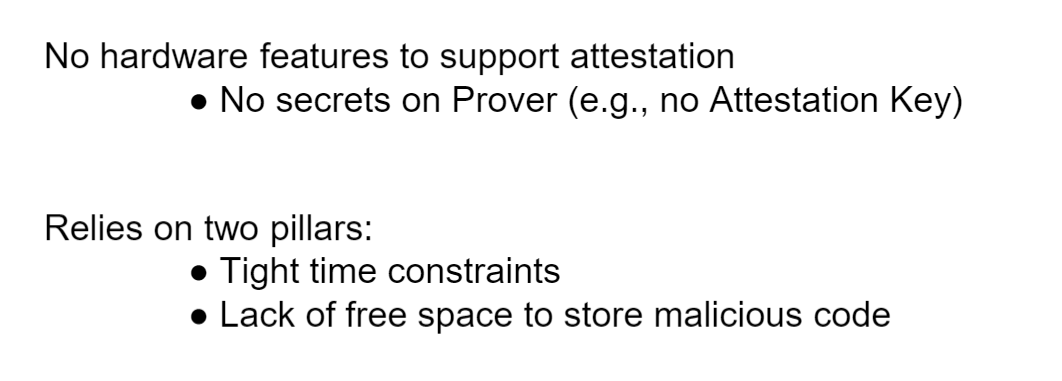 No hardware features to support attestation
● No secrets on Prover (e.g., no Attestation Key)
Relies on two pillars:
● Tight time constraints
● Lack of free space to store malicious code